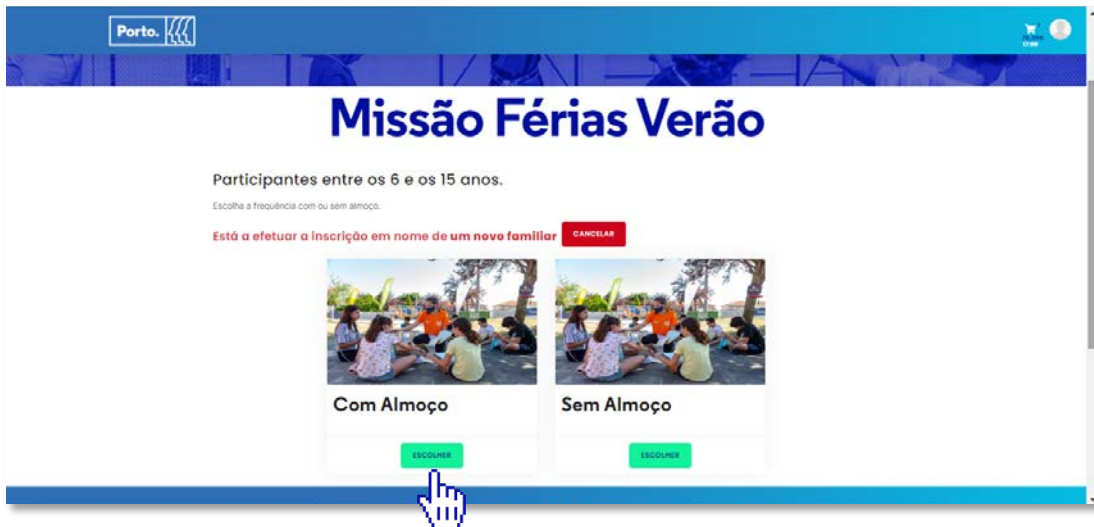 Porto.
Missão Férias Verão
Participantes entre os 6 e os 15 anos.
Escolha a frequência com ou sem almoço.
Está a efetuar a inscrição em nome de um novo familiar CANCELAR
Com Almoço Sem Almoço
ESCOLHER ESCOLHER